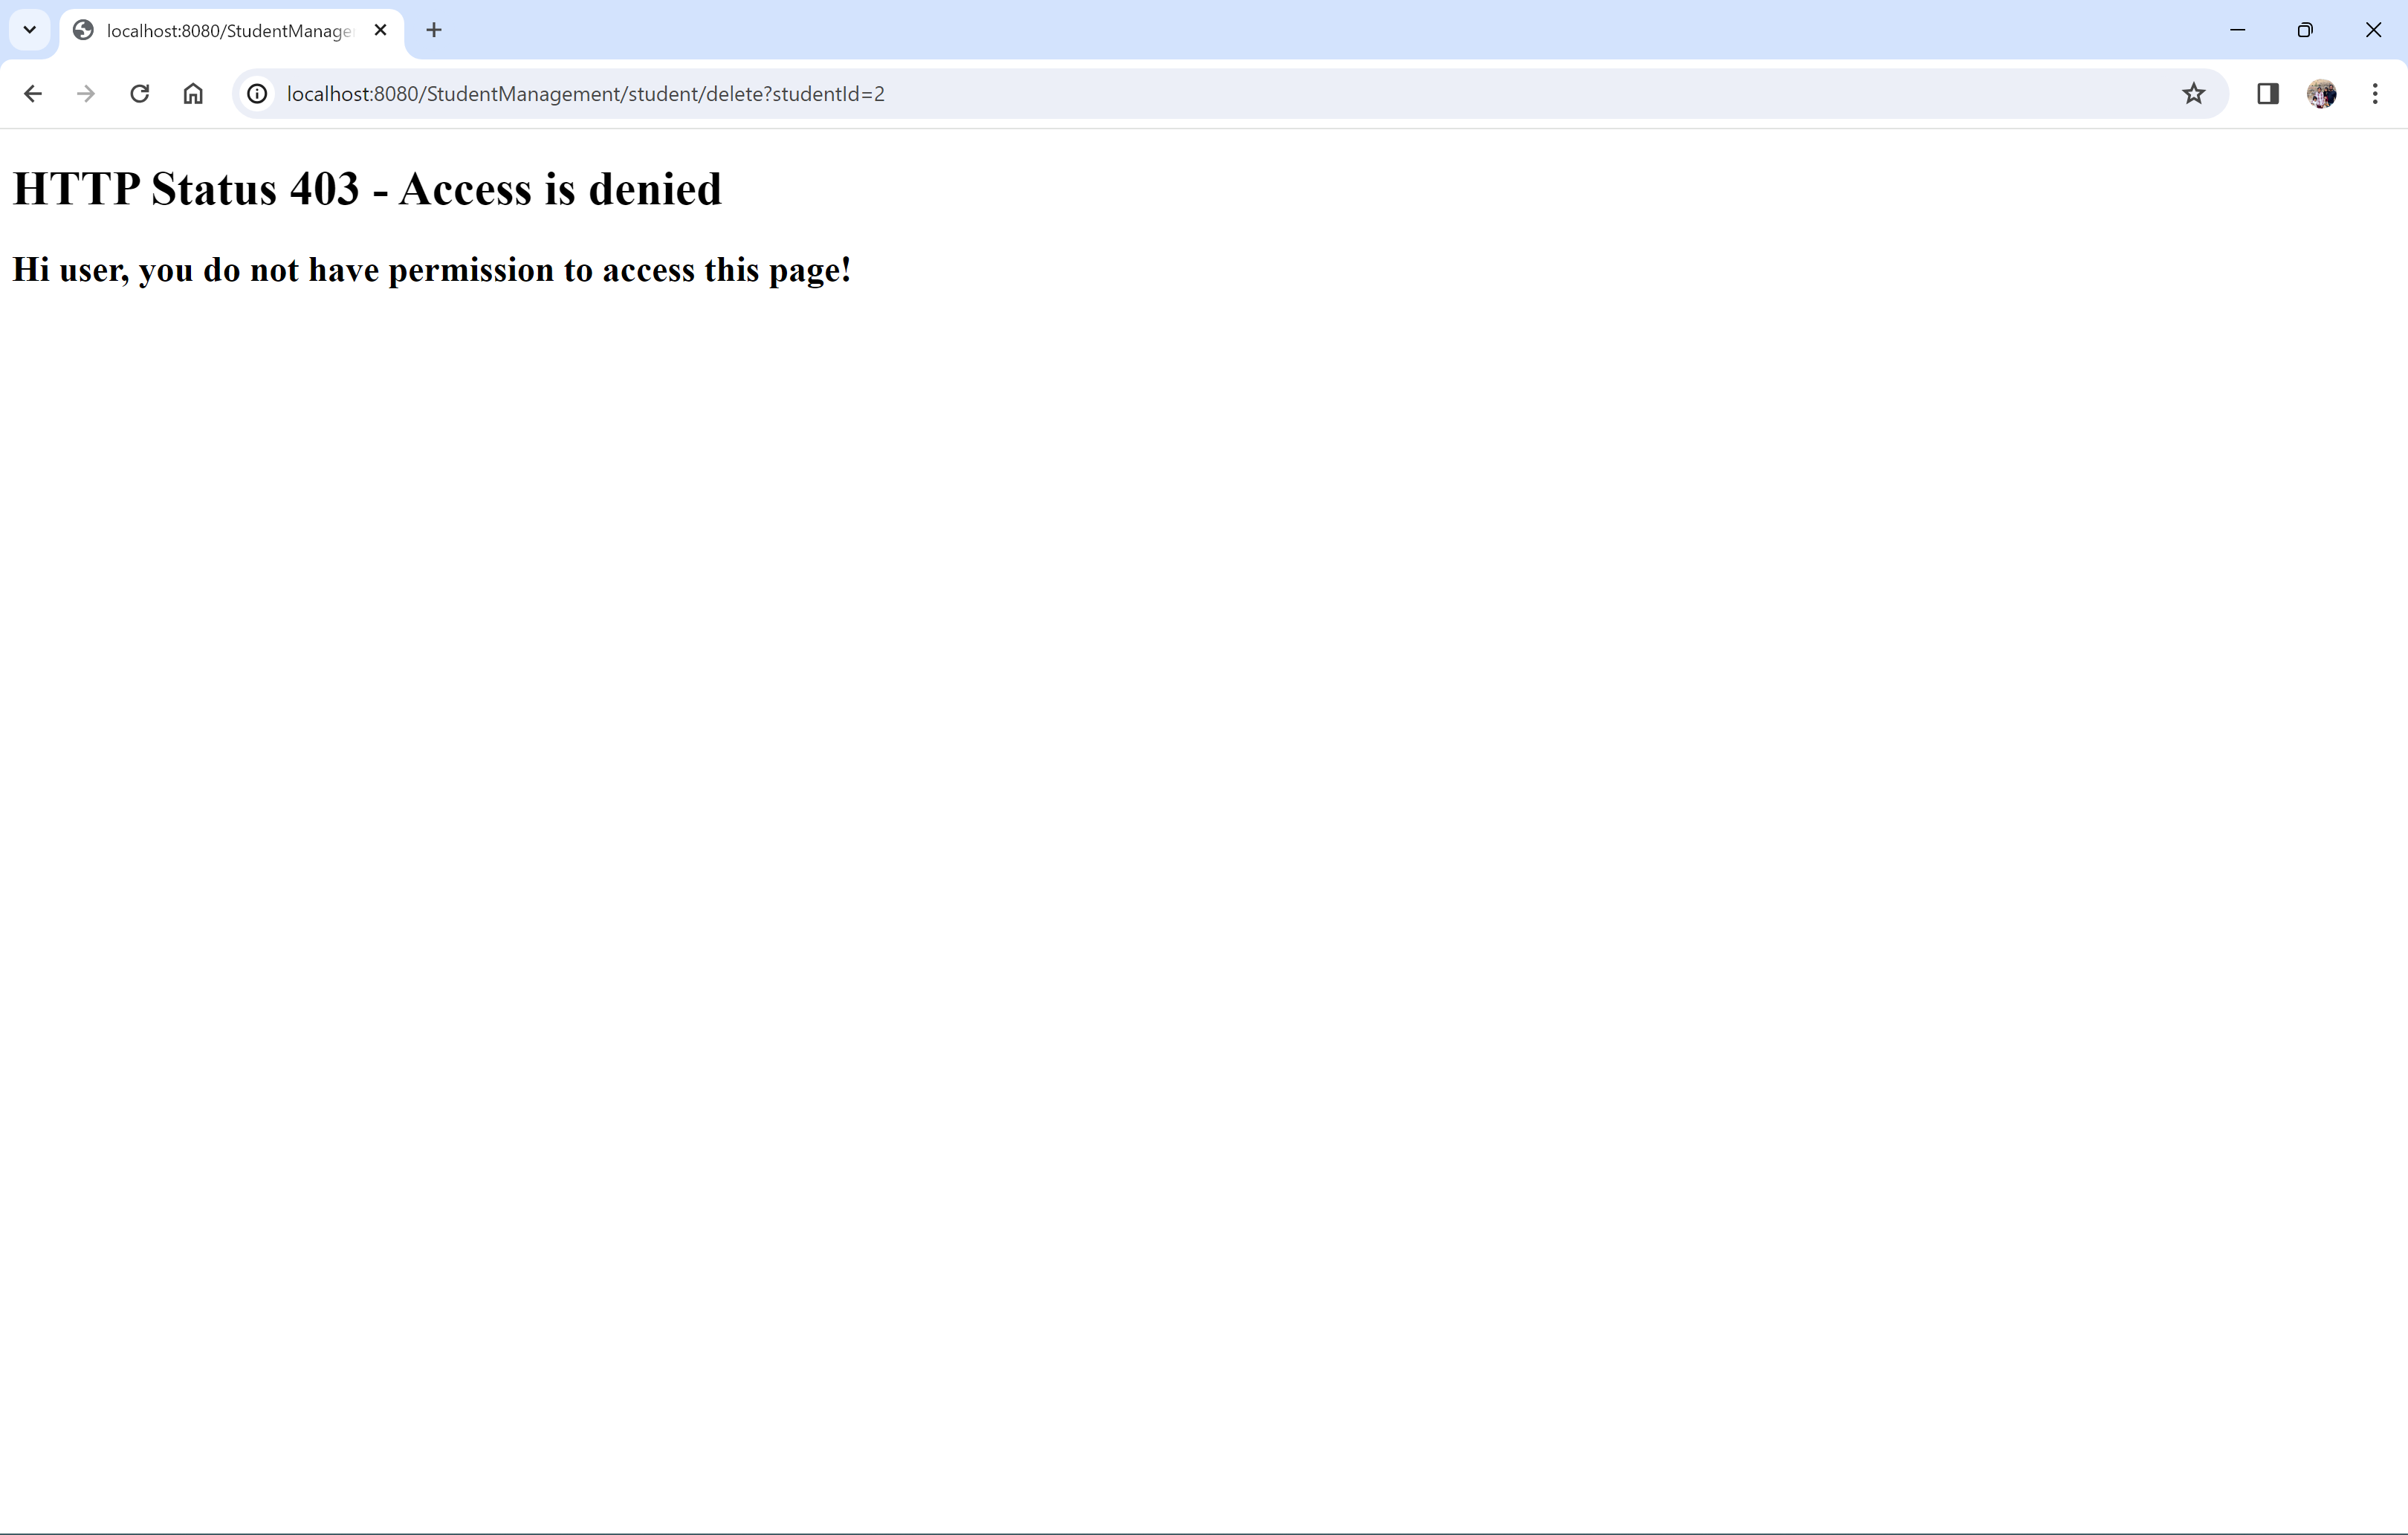 localhost:8080/StudentManage
localhost:8080/StudentManagement/student/delete?studentId=2
HTTP Status 403 - Access is denied
Hi user, you do not have permission to access this page!